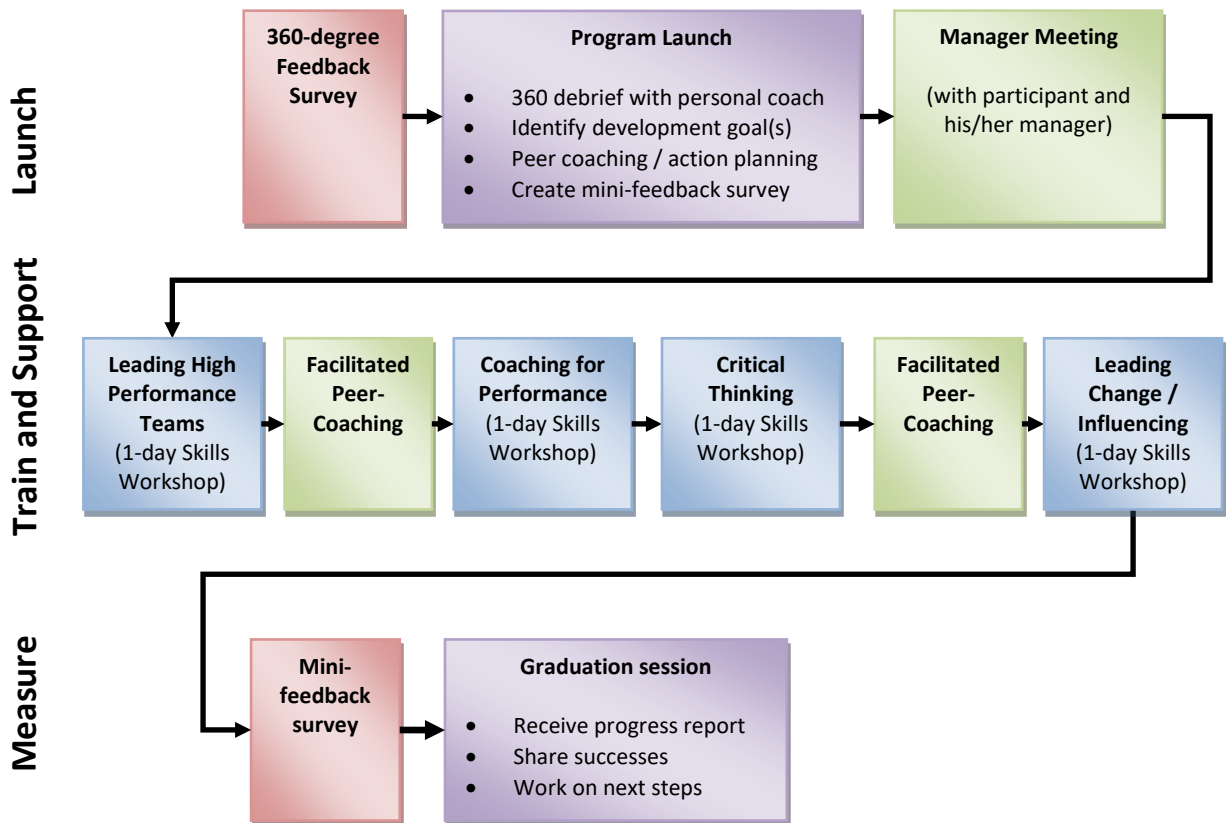 Launch
360-degree
Feedback
Survey
Program Launch
• 360 debrief with personal coach
• Identify development goal(s)
• Peer coaching / action planning
• Create mini-feedback survey
Manager Meeting
(with participant and
his/her manager)
Train and Support
Leading High
Performance
Teams
(1-day Skills
Workshop)
Facilitated
Peer-
Coaching
Coaching for
Performance
(1-day Skills
Workshop)
Critical
Thinking
(1-day Skills
Workshop)
Facilitated
Peer-
Coaching
Leading
Change /
Influencing
(1-day Skills
Workshop)
Measure
Mini-
feedback
survey
Graduation session
• Receive progress report
• Share successes
• Work on next steps